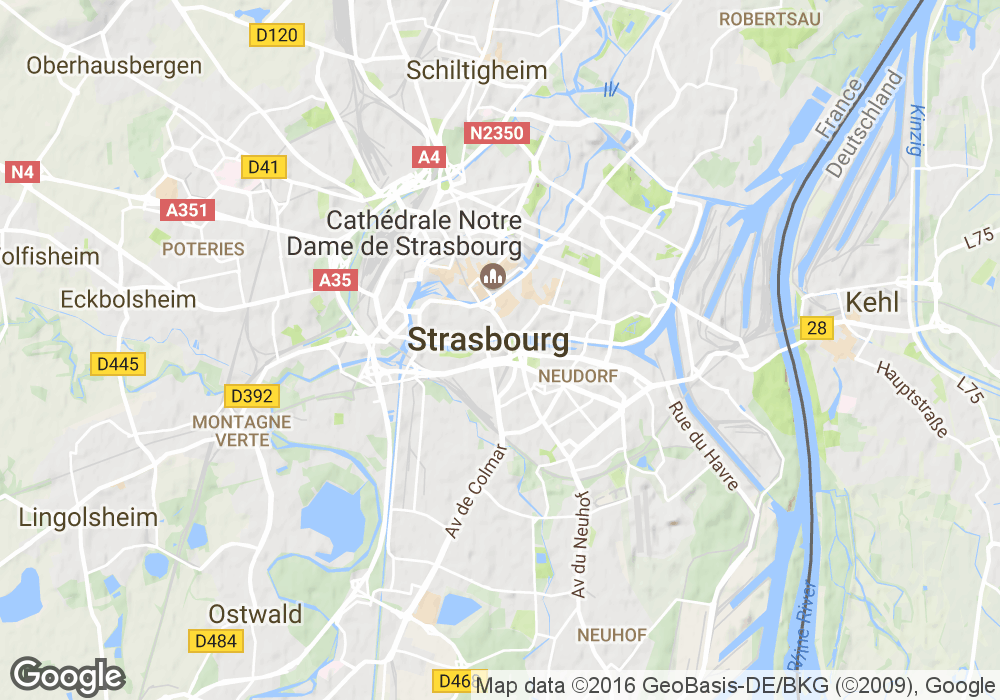 ROBERTSAU
D120
Oberhausbergen
Schiltigheim
France
Deutschland
Kinzig
N2350
A4
D41
N4
A351
Cathédrale Notre
Dame de Strasbourg
POTERIES
L75
Wolfisheim
A35
Eckbolsheim
Kehl
28
Strasbourg
D445
NEUDORF
Hauptstraße
L75
D392
MONTAGNE
VERTE
Rue du Havre
Av de Colmar
Lingolsheim
Av du Neuhof
Ostwald
Rhine River
NEUHOF
D484
D468
Google
Map data ©2016 GeoBasis-DE/BKG (©2009), Google